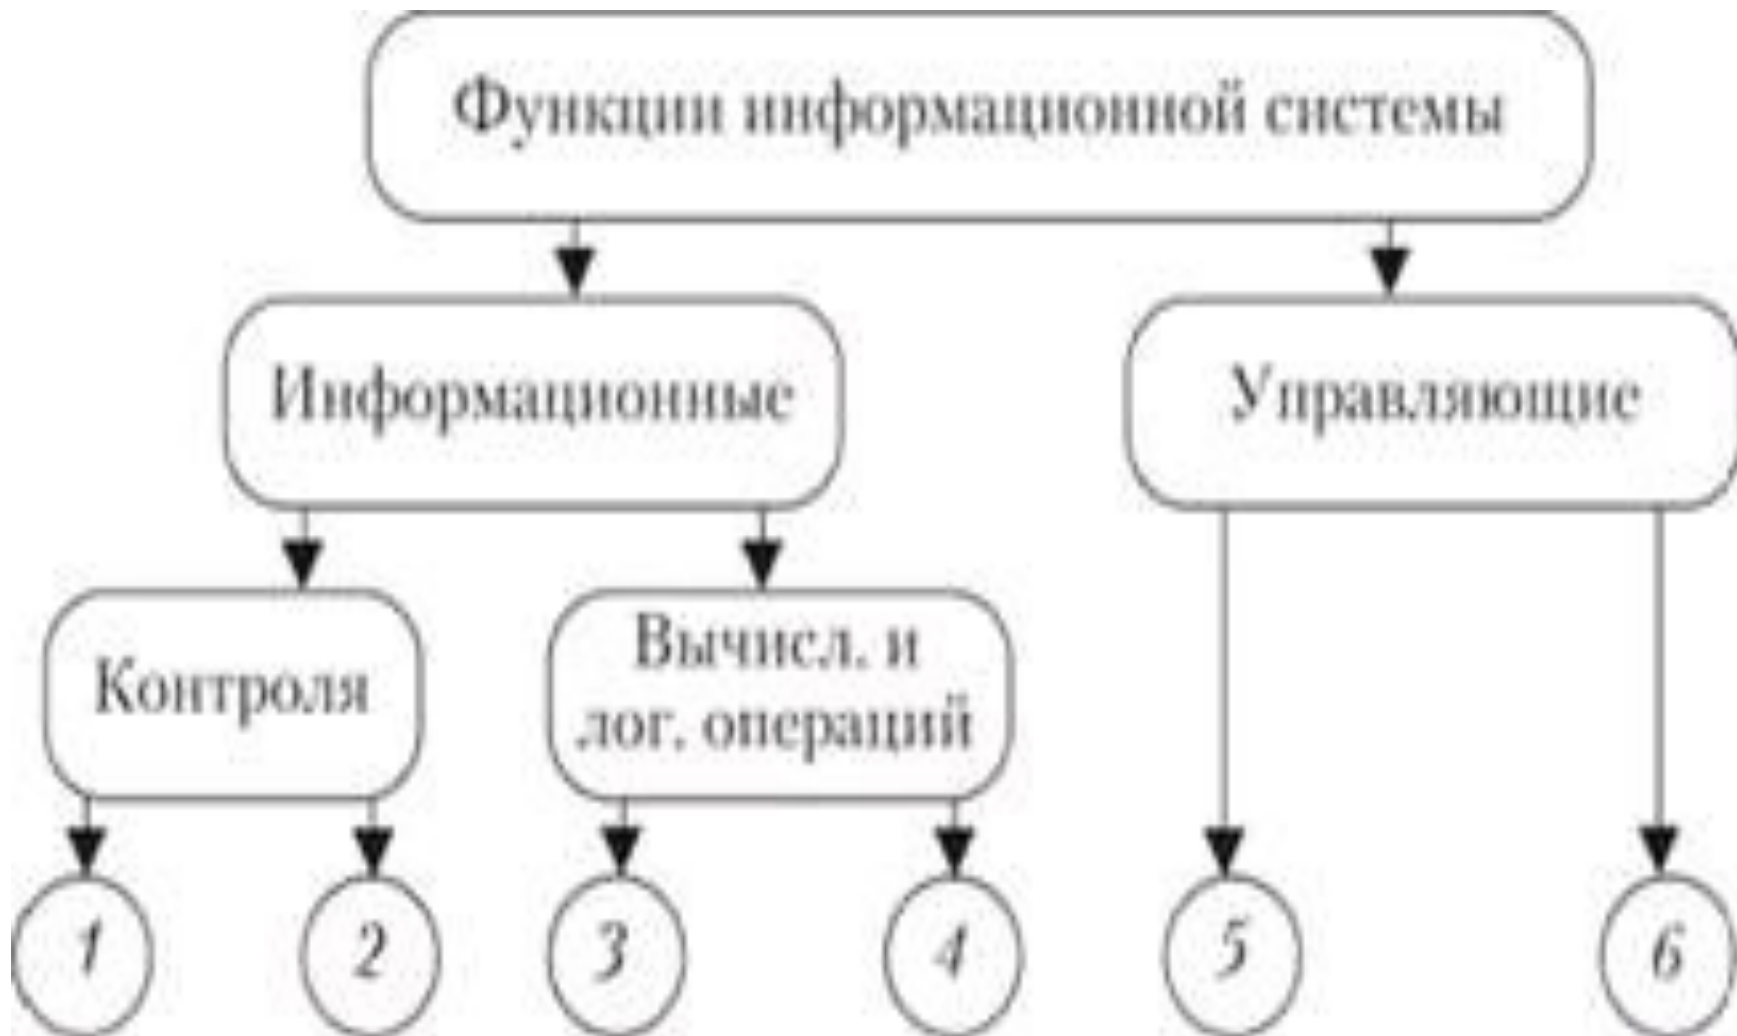 Функции информационной системы
Информационные
Управляющие
Контроля
Вычисл. и
лог. операций
1
2
3
4
5
6